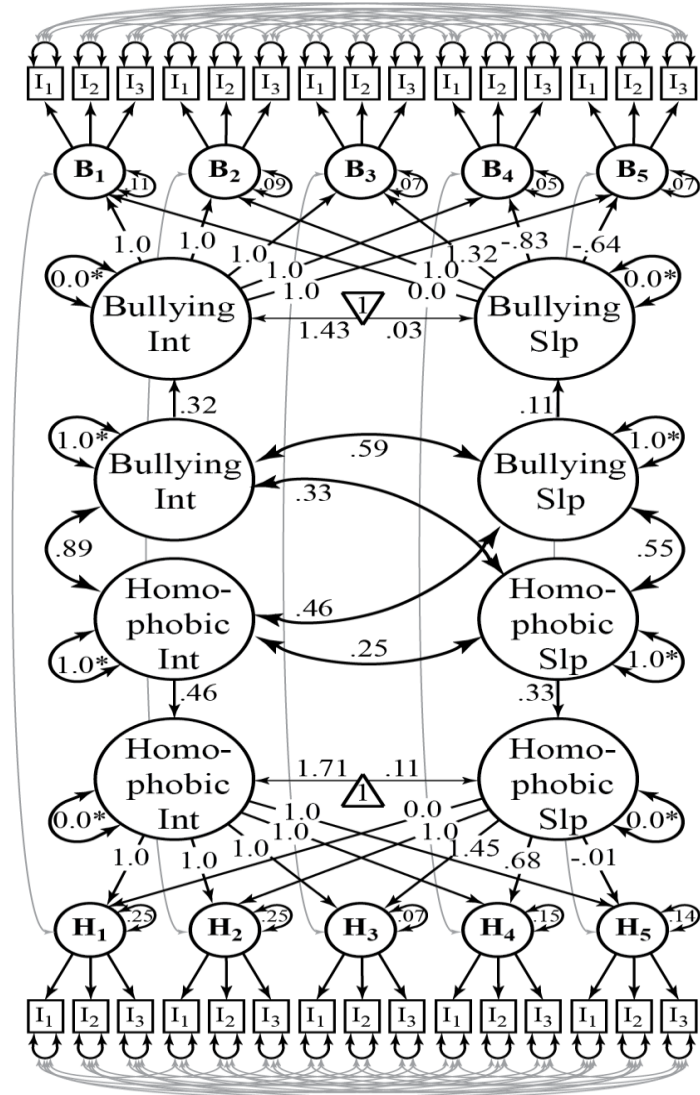 I1 I2 I3 I1 I2 I3 I1 I2 I3 I1 I2 I3 I1 I2 I3
B1 .11 B2 .09 B3 .07 B4 .05 B5 .07
1.0 1.0 1.0 1.0 1.0 0.0 1.0 1.32 -.83 -.64
0.0* Bullying Int
1
Bullying Slp 0.0*
1.43 .03
.32 .11
1.0* Bullying Int
.59
Bullying Slp 1.0*
.33
.89 .55
Homo-
phobic
Int
1.0*
.46
.25
Homo-
phobic
Slp
1.0*
.46 .33
Homo-
phobic
Int
0.0*
1.71 .11
1
Homo-
phobic
Slp
0.0*
1.0 1.0 1.0 1.0 1.0 0.0 1.0 1.45 .68 -.01
H1 .25 H2 .25 H3 .07 H4 .15 H5 .14
I1 I2 I3 I1 I2 I3 I1 I2 I3 I1 I2 I3 I1 I2 I3